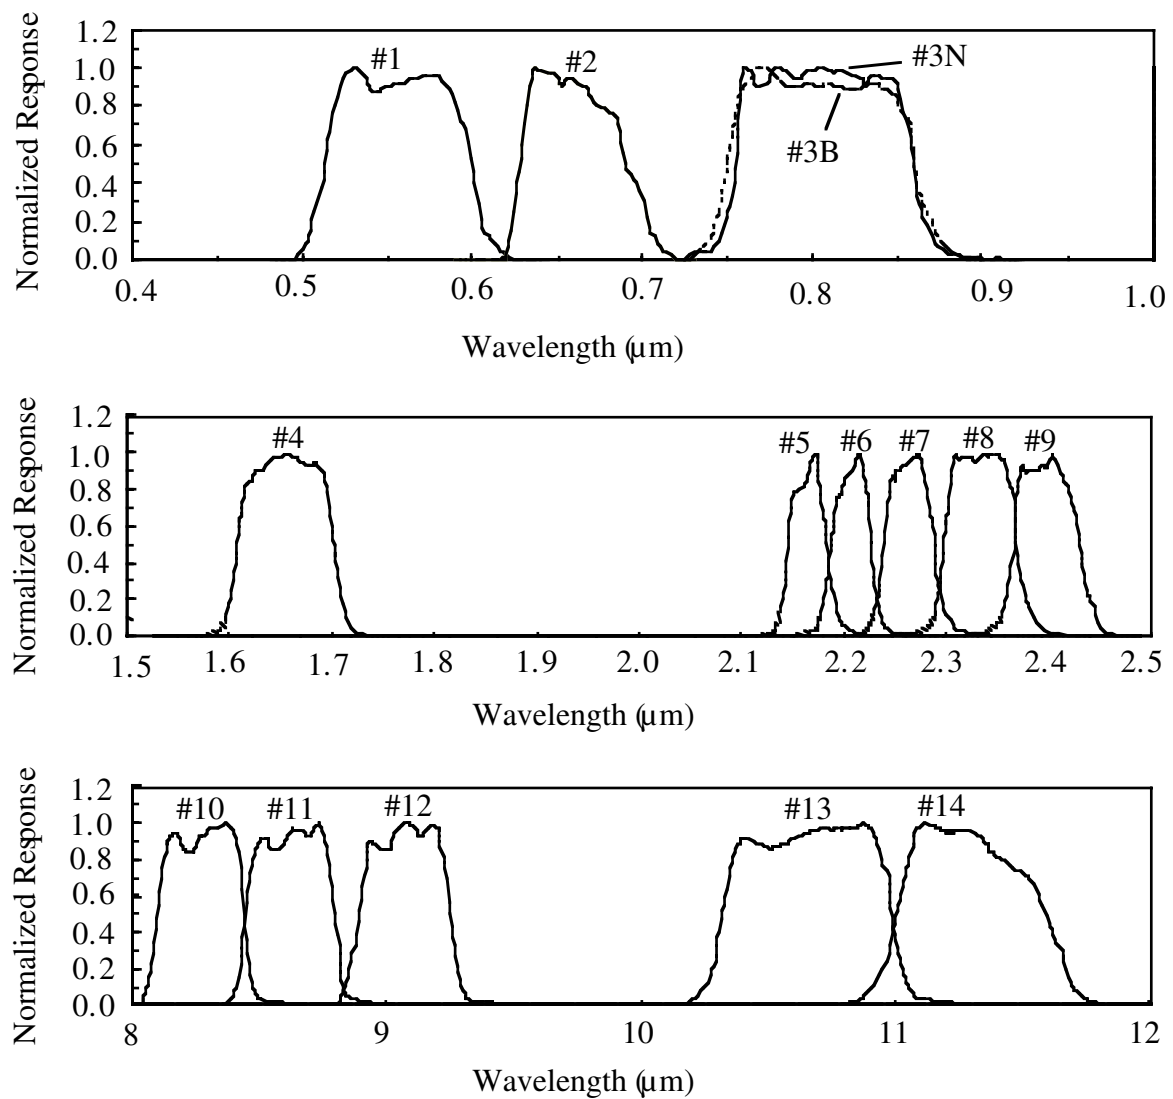 Normalized Response
1.2
1.0
0.8
0.6
0.4
0.2
0.0
#1
#2
#3N
#3B
0.4 0.5 0.6 0.7 0.8 0.9 1.0
Wavelength (µm)
Normalized Response
1.2
1.0
0.8
0.6
0.4
0.2
0.0
#4
#5 #6 #7 #8 #9
1.5 1.6 1.7 1.8 1.9 2.0 2.1 2.2 2.3 2.4 2.5
Wavelength (µm)
Normalized Response
1.2
1.0
0.8
0.6
0.4
0.2
0.0
#10 #11 #12 #13 #14
8 9 10 11 12
Wavelength (µm)